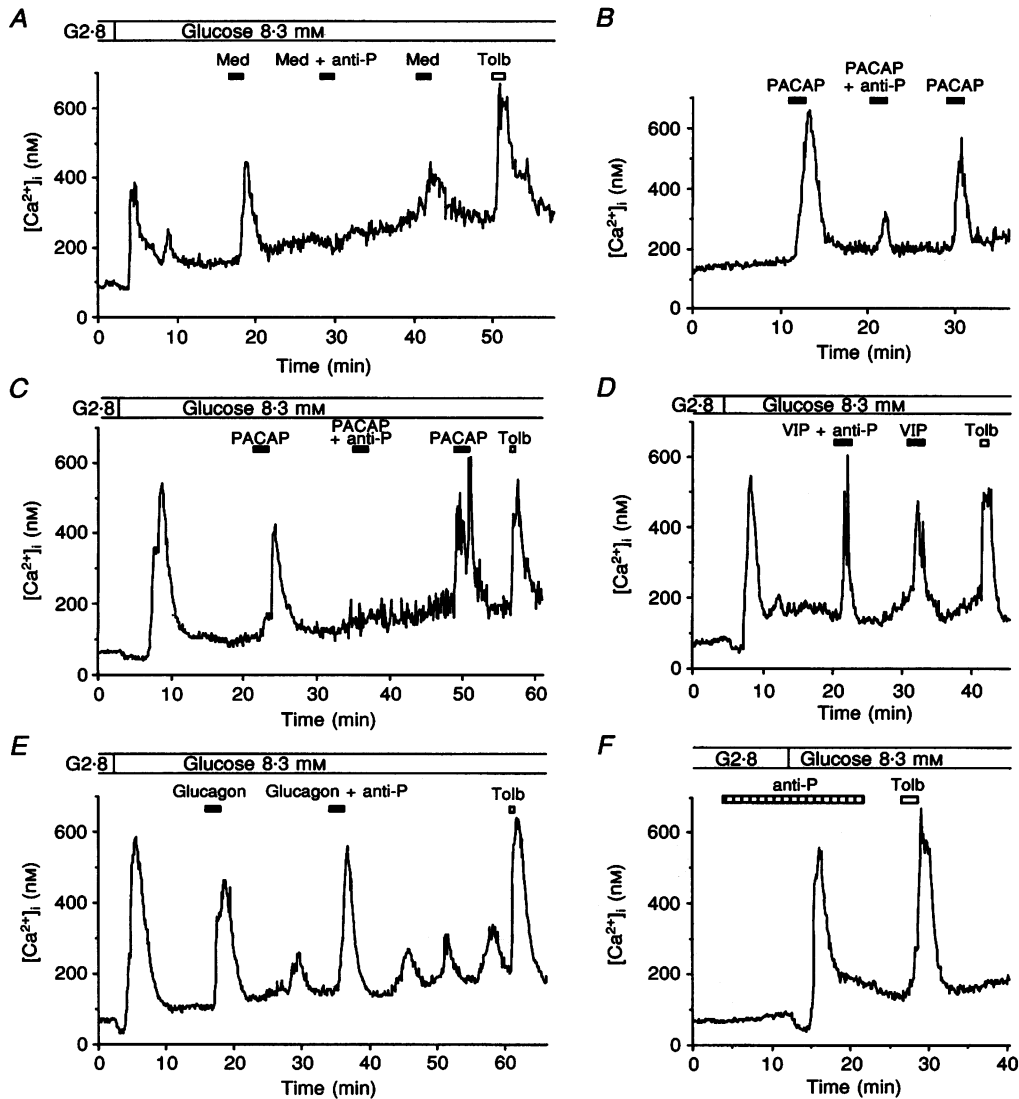 A
G2·8 Glucose 8·3 mM
Med Med + anti-P Med Tolb
[Ca²⁺]ᵢ (nM)
600
400
200
0
0 10 20 30 40 50
Time (min)
B
PACAP PACAP + anti-P PACAP
[Ca²⁺]ᵢ (nM)
600
400
200
0
0 10 20 30
Time (min)
C
G2·8 Glucose 8·3 mM
PACAP PACAP + anti-P PACAP Tolb
[Ca²⁺]ᵢ (nM)
600
400
200
0
0 10 20 30 40 50 60
Time (min)
D
G2·8 Glucose 8·3 mM
VIP + anti-P VIP Tolb
[Ca²⁺]ᵢ (nM)
600
400
200
0
0 10 20 30 40
Time (min)
E
G2·8 Glucose 8·3 mM
Glucagon Glucagon + anti-P Tolb
[Ca²⁺]ᵢ (nM)
600
400
200
0
0 10 20 30 40 50 60
Time (min)
F
G2·8 Glucose 8·3 mM
anti-P Tolb
[Ca²⁺]ᵢ (nM)
600
400
200
0
0 10 20 30 40
Time (min)